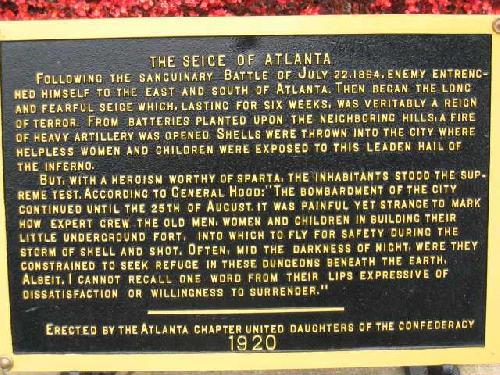 THE SEIGE OF ATLANTA
FOLLOWING THE SANGUINARY BATTLE OF JULY 22, 1864, ENEMY ENTRENC-
HED HIMSELF TO THE EAST AND SOUTH OF ATLANTA. THEN BEGAN THE LONG
AND FEARFUL SEIGE WHICH, LASTING FOR SIX WEEKS, WAS VERITABLY A REIGN
OF TERROR. FROM BATTERIES PLANTED UPON THE NEIGHBORING HILLS, A FIRE
OF HEAVY ARTILLERY WAS OPENED. SHELLS WERE THROWN INTO THE CITY WHERE
HELPLESS WOMEN AND CHILDREN WERE EXPOSED TO THIS LEADEN HAIL OF
THE INFERNO.
BUT, WITH A HEROISM WORTHY OF SPARTA, THE INHABITANTS STOOD THE SUP-
REME TEST. ACCORDING TO GENERAL HOOD: "THE BOMBARDMENT OF THE CITY
CONTINUED UNTIL THE 25TH OF AUGUST. IT WAS PAINFUL YET STRANGE TO MARK
HOW EXPERT GREW THE OLD MEN, WOMEN AND CHILDREN IN BUILDING THEIR
LITTLE UNDERGROUND FORT, INTO WHICH TO FLY FOR SAFETY DURING THE
STORM OF SHELL AND SHOT. OFTEN, MID THE DARKNESS OF NIGHT, WERE THEY
CONSTRAINED TO SEEK REFUGE IN THESE DUNGEONS BENEATH THE EARTH.
ALBEIT, I CANNOT RECALL ONE WORD FROM THEIR LIPS EXPRESSIVE OF
DISSATISFACTION OR WILLINGNESS TO SURRENDER."
ERECTED BY THE ATLANTA CHAPTER UNITED DAUGHTERS OF THE CONFEDERACY
1920